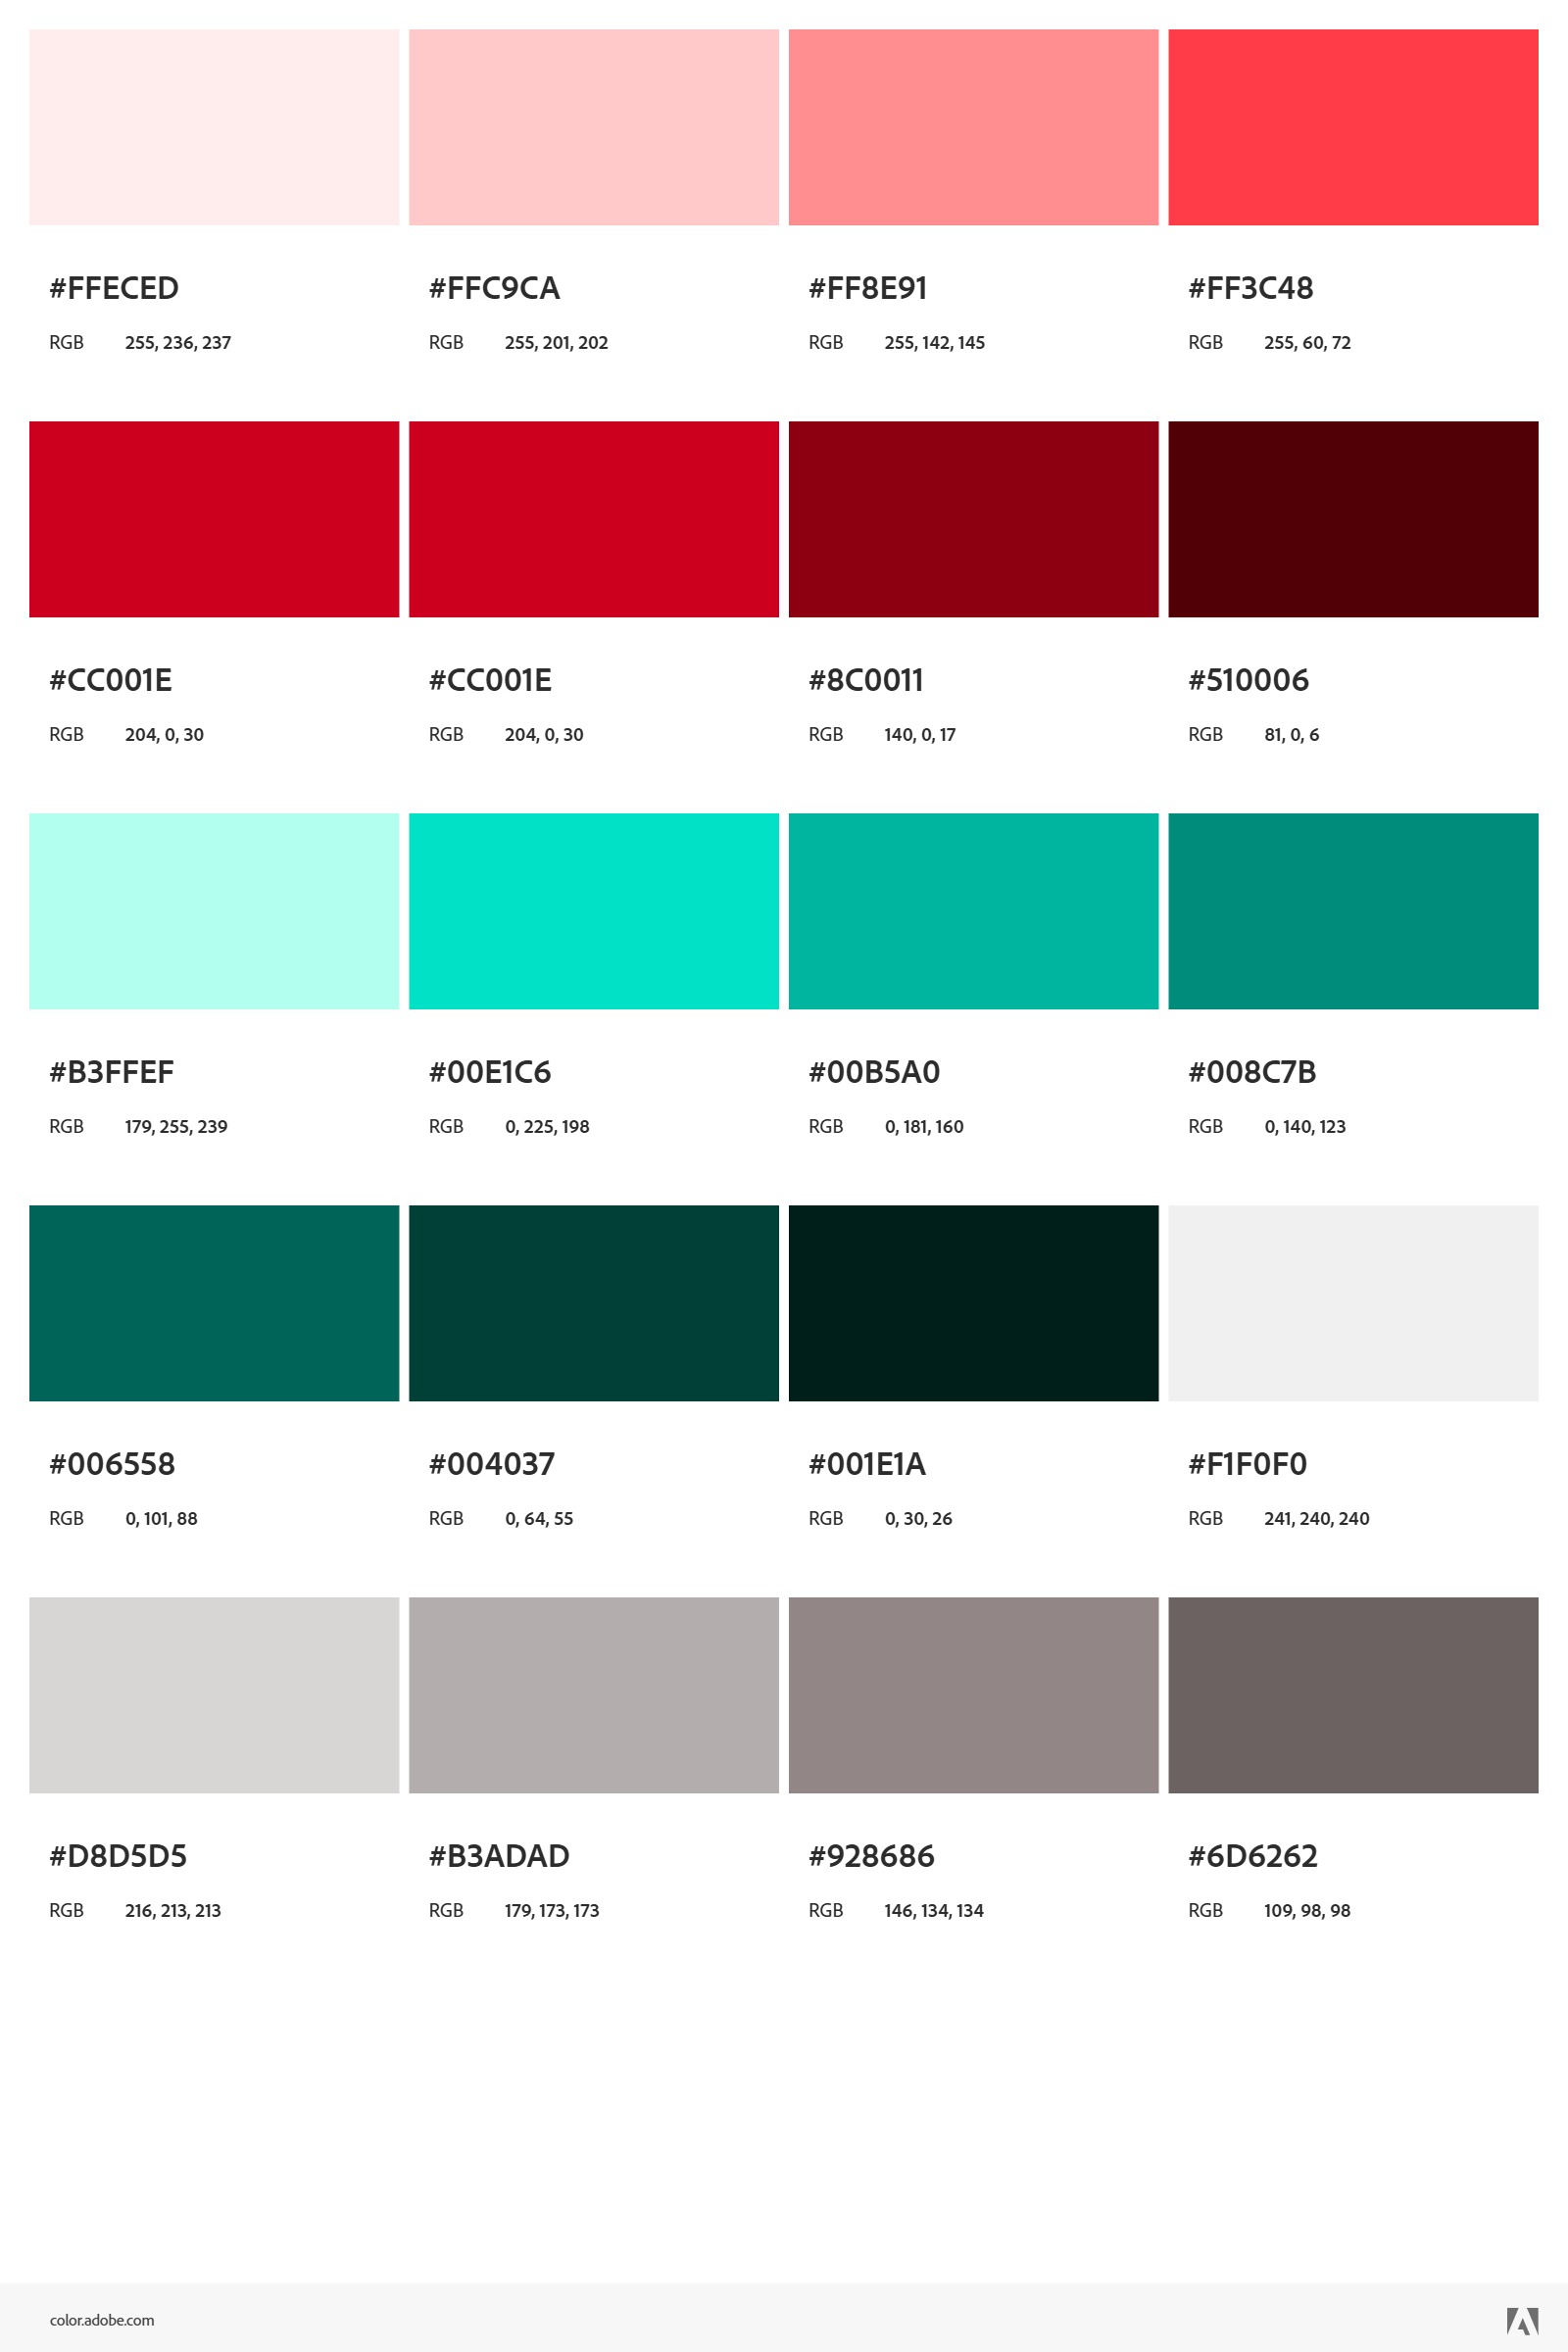 #FFECED #FFC9CA #FF8E91 #FF3C48
RGB 255, 236, 237 RGB 255, 201, 202 RGB 255, 142, 145 RGB 255, 60, 72
#CC001E #CC001E #8C0011 #510006
RGB 204, 0, 30 RGB 204, 0, 30 RGB 140, 0, 17 RGB 81, 0, 6
#B3FFEF #00E1C6 #00B5A0 #008C7B
RGB 179, 255, 239 RGB 0, 225, 198 RGB 0, 181, 160 RGB 0, 140, 123
#006558 #004037 #001E1A #F1F0F0
RGB 0, 101, 88 RGB 0, 64, 55 RGB 0, 30, 26 RGB 241, 240, 240
#D8D5D5 #B3ADAD #928686 #6D6262
RGB 216, 213, 213 RGB 179, 173, 173 RGB 146, 134, 134 RGB 109, 98, 98
color.adobe.com